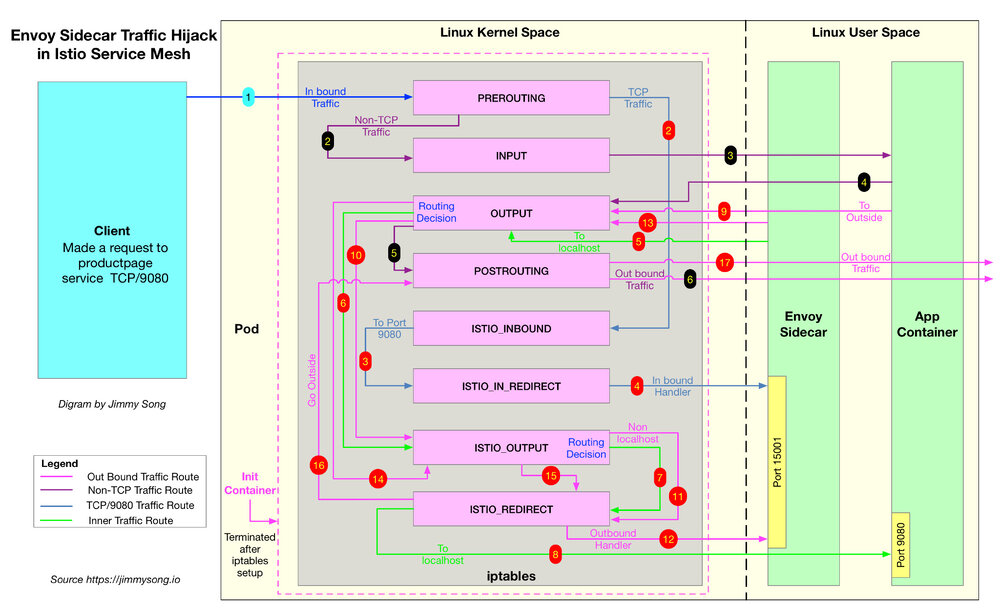 Envoy Sidecar Traffic Hijack
in Istio Service Mesh
Linux Kernel Space
Linux User Space
Client
Made a request to
productpage
service TCP/9080
1
In bound
Traffic
PREROUTING
TCP
Traffic
2
Non-TCP
Traffic
2
INPUT
3
4
To
Outside
9
13
OUTPUT
Routing
Decision
To
localhost
5
10
5
6
POSTROUTING
17
Out bound
Traffic
Out bound
Traffic
6
Pod
To Port
9080
ISTIO_INBOUND
Envoy
Sidecar
App
Container
3
ISTIO_IN_REDIRECT
4
In bound
Handler
Go Outside
Digram by Jimmy Song
ISTIO_OUTPUT
Routing
Decision
Non
localhost
Port 15001
16
14
15
7
11
Legend
Out Bound Traffic Route
Non-TCP Traffic Route
TCP/9080 Traffic Route
Inner Traffic Route
Init
Container
ISTIO_REDIRECT
Outbound
Handler
12
Terminated
after
iptables
setup
To
localhost
8
Port 9080
iptables
Source https://jimmysong.io